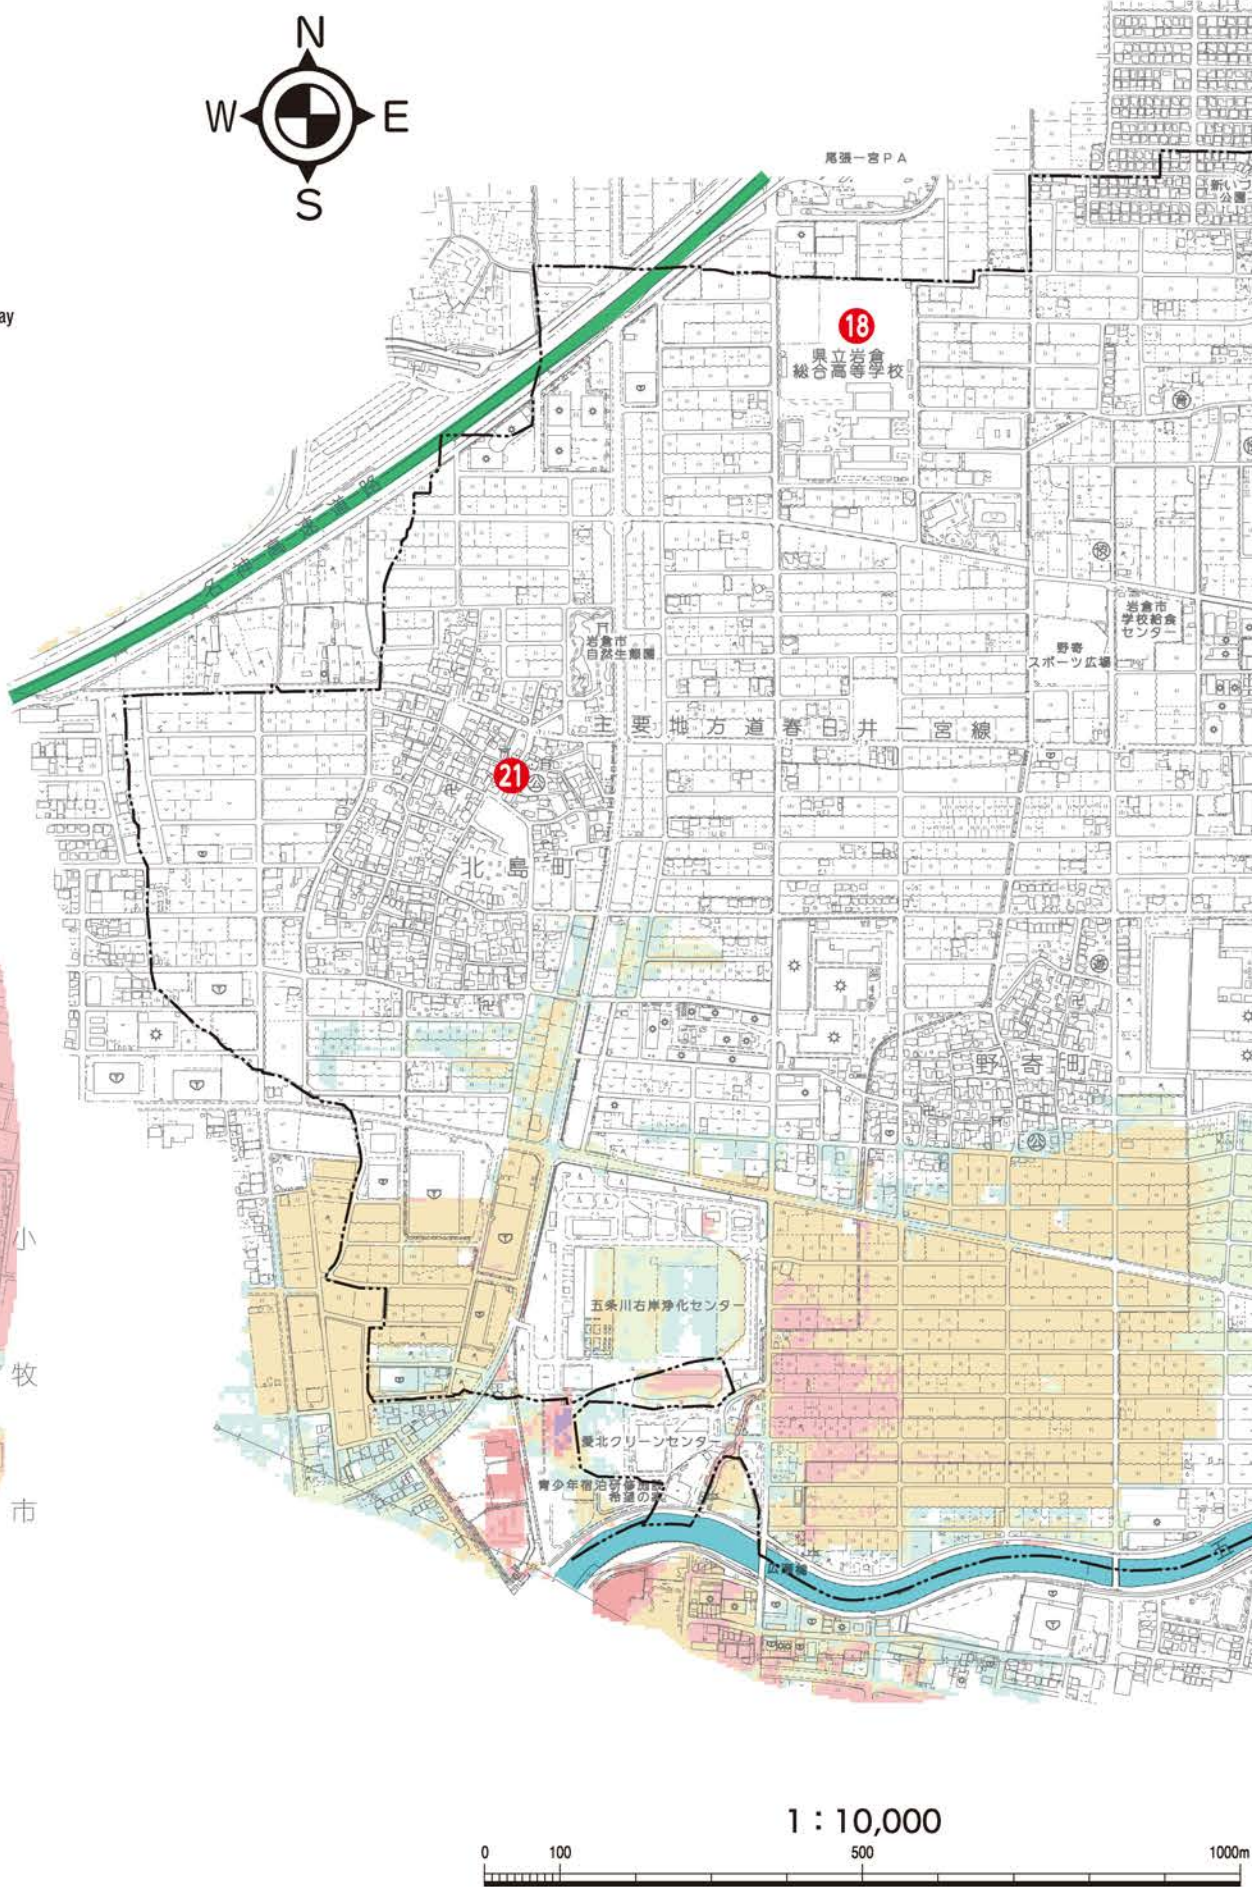 N
W
E
S
尾張一宮PA
新いづ
公園
ay
18
県立岩倉
総合高等学校
名神高速道路
岩倉市
学校給食
センター
岩倉市
自然生態園
野寄
スポーツ広場
主要地方道春日井一宮線
21
北島町
野寄町
小
牧
市
五条川右岸浄化センター
愛北クリーンセンター
青少年宿泊研修施設
希望の家
1：10,000
0
100
500
1000m